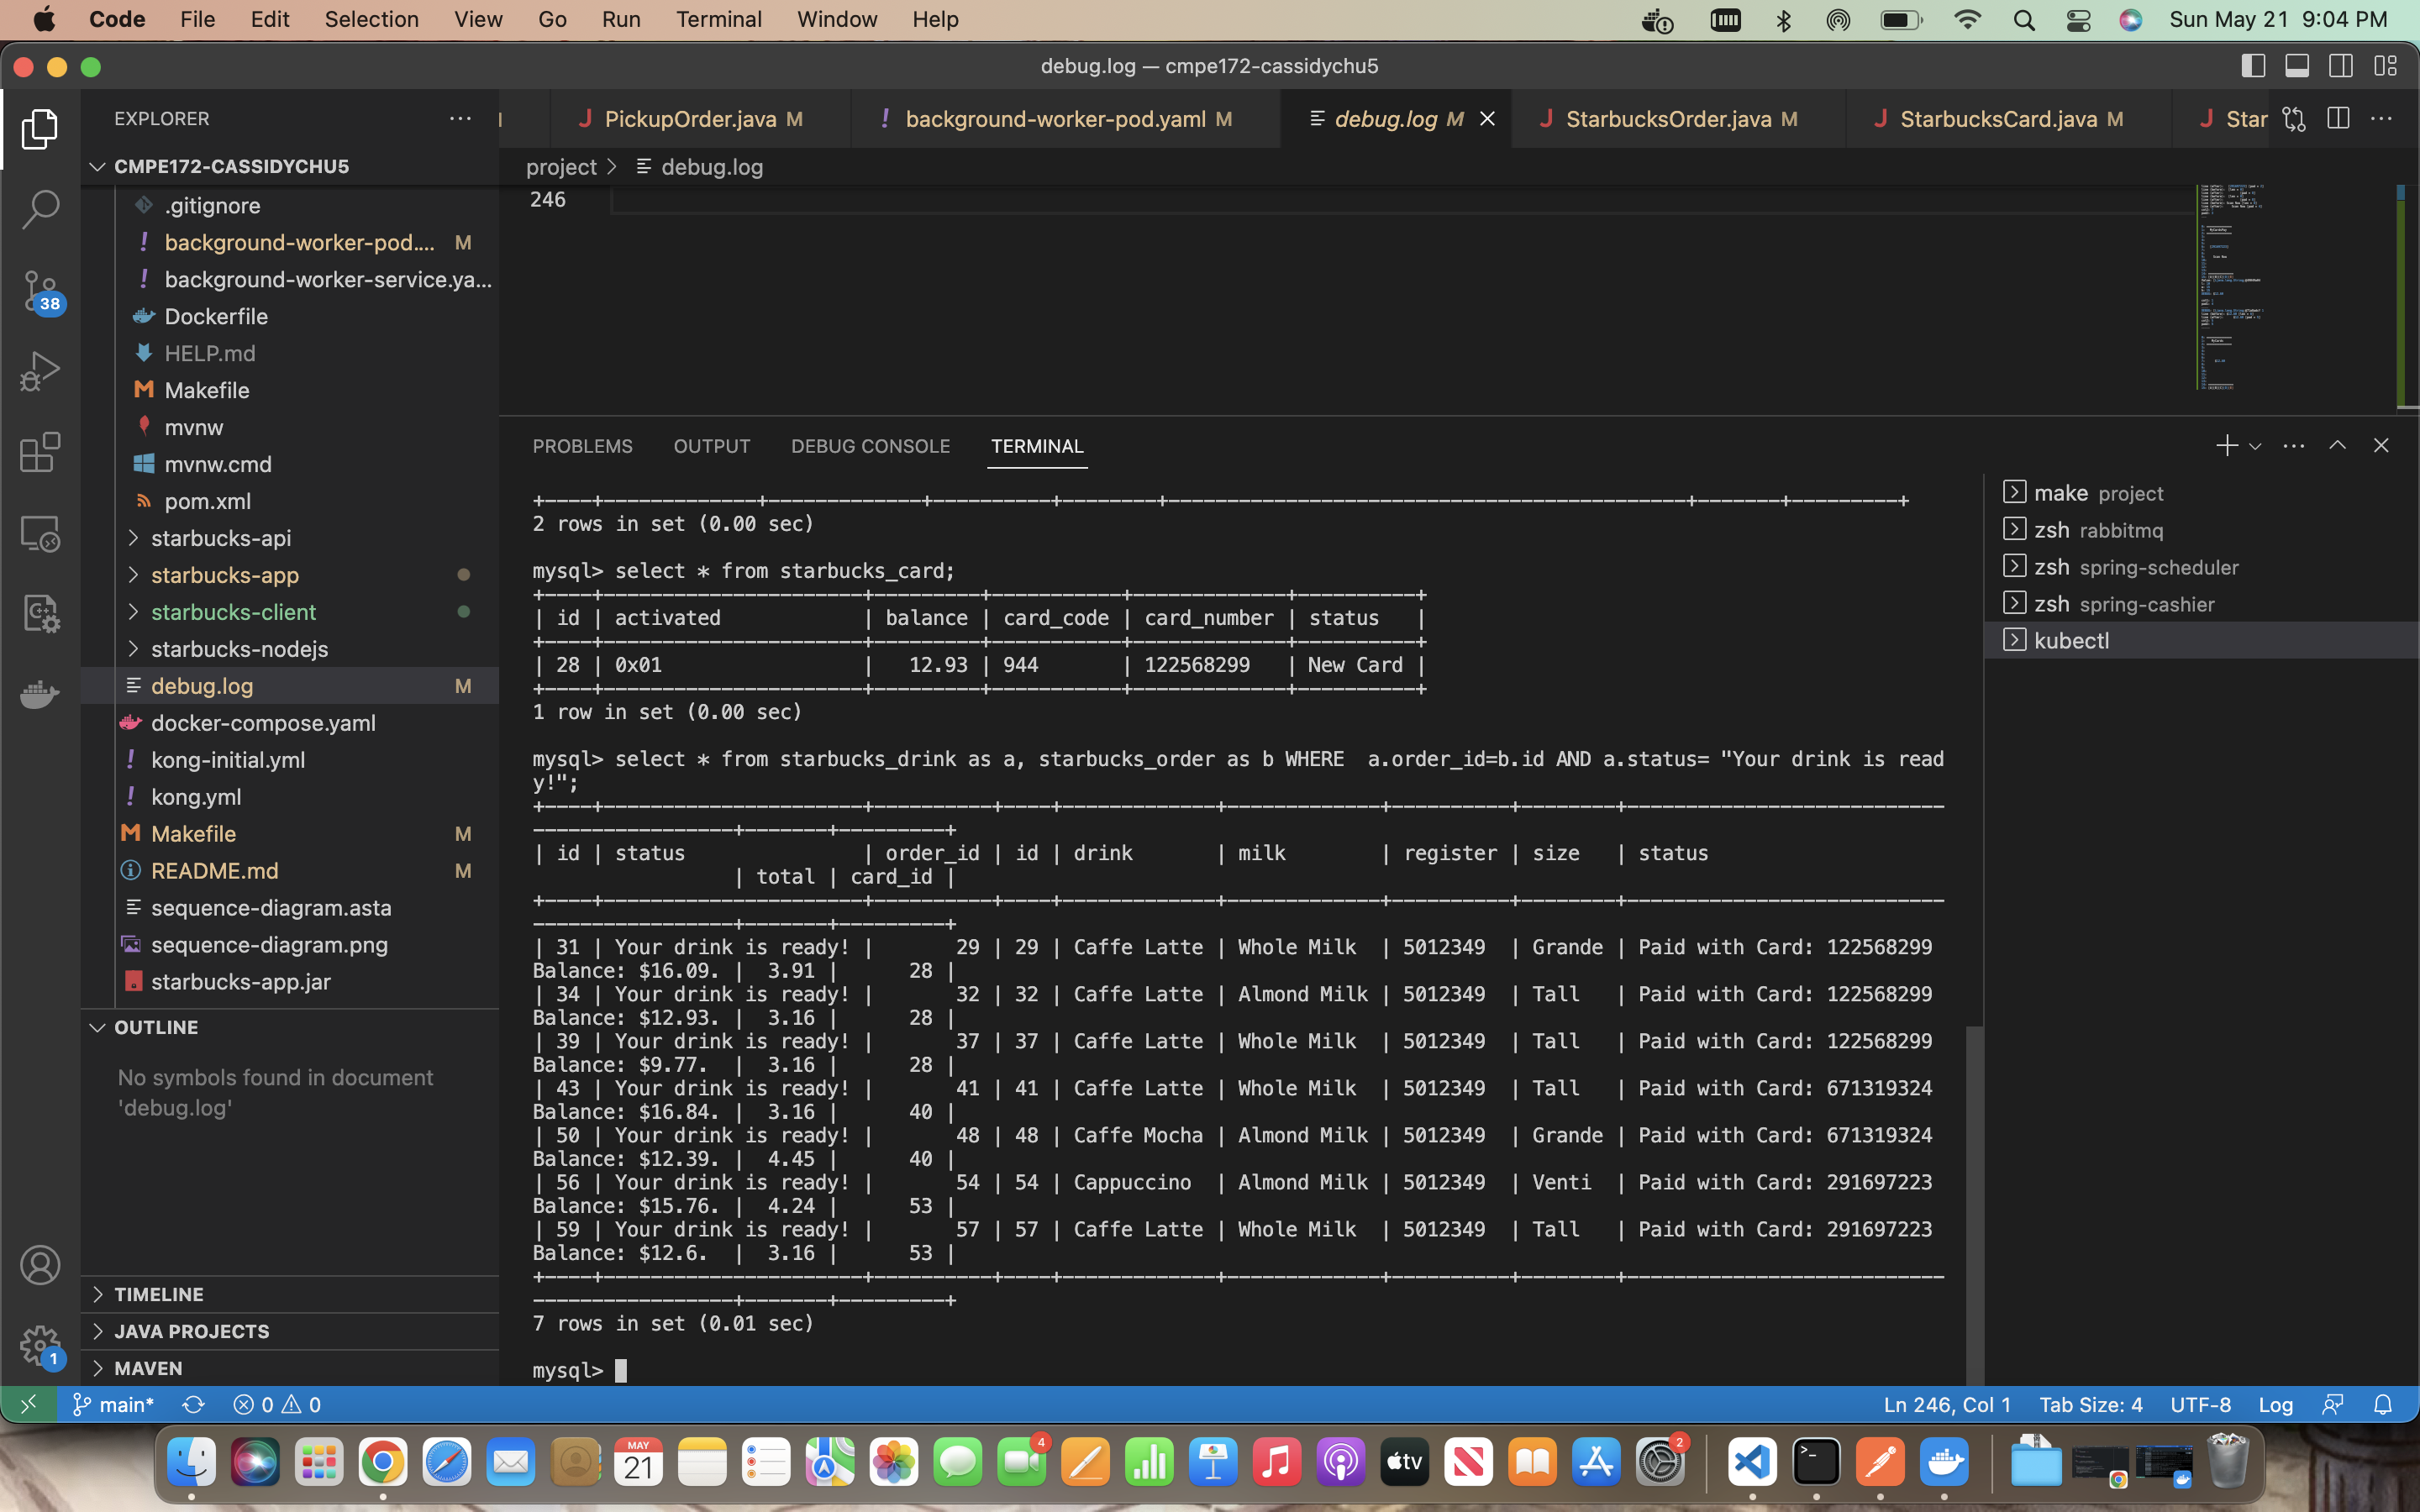 Code File Edit Selection View Go Run Terminal Window Help Sun May 21 9:04 PM
debug.log — cmpe172-cassidychu5
EXPLORER ···
PickupOrder.java M
background-worker-pod.yaml M
debug.log M
StarbucksOrder.java M
StarbucksCard.java M
Star
project > debug.log
CMPE172-CASSIDYCHU5
.gitignore
background-worker-pod.... M
background-worker-service.ya...
Dockerfile
HELP.md
Makefile
mvnw
mvnw.cmd
pom.xml
starbucks-api
starbucks-app
starbucks-client
starbucks-nodejs
debug.log M
docker-compose.yaml
kong-initial.yml
kong.yml
Makefile M
README.md M
sequence-diagram.asta
sequence-diagram.png
starbucks-app.jar
38
OUTLINE
No symbols found in document
'debug.log'
TIMELINE
JAVA PROJECTS
MAVEN
1
246
PROBLEMS OUTPUT DEBUG CONSOLE TERMINAL
+----+-------------+-------------+----------+--------+--------------------------------------------+-------+---------+
2 rows in set (0.00 sec)
mysql> select * from starbucks_card;
+----+----------------------+---------+-----------+-------------+----------+
| id | activated            | balance | card_code | card_number | status   |
+----+----------------------+---------+-----------+-------------+----------+
| 28 | 0x01                 |   12.93 | 944       | 122568299   | New Card |
+----+----------------------+---------+-----------+-------------+----------+
1 row in set (0.00 sec)
mysql> select * from starbucks_drink as a, starbucks_order as b WHERE  a.order_id=b.id AND a.status= "Your drink is read
y!";
+----+----------------------+----------+----+-------------+-------------+----------+--------+---------------------------
-----------------+-------+---------+
| id | status               | order_id | id | drink       | milk        | register | size   | status
                 | total | card_id |
+----+----------------------+----------+----+-------------+-------------+----------+--------+---------------------------
-----------------+-------+---------+
| 31 | Your drink is ready! |       29 | 29 | Caffe Latte | Whole Milk  | 5012349  | Grande | Paid with Card: 122568299
Balance: $16.09. |  3.91 |      28 |
| 34 | Your drink is ready! |       32 | 32 | Caffe Latte | Almond Milk | 5012349  | Tall   | Paid with Card: 122568299
Balance: $12.93. |  3.16 |      28 |
| 39 | Your drink is ready! |       37 | 37 | Caffe Latte | Whole Milk  | 5012349  | Tall   | Paid with Card: 122568299
Balance: $9.77.  |  3.16 |      28 |
| 43 | Your drink is ready! |       41 | 41 | Caffe Latte | Whole Milk  | 5012349  | Tall   | Paid with Card: 671319324
Balance: $16.84. |  3.16 |      40 |
| 50 | Your drink is ready! |       48 | 48 | Caffe Mocha | Almond Milk | 5012349  | Grande | Paid with Card: 671319324
Balance: $12.39. |  4.45 |      40 |
| 56 | Your drink is ready! |       54 | 54 | Cappuccino  | Almond Milk | 5012349  | Venti  | Paid with Card: 291697223
Balance: $15.76. |  4.24 |      53 |
| 59 | Your drink is ready! |       57 | 57 | Caffe Latte | Whole Milk  | 5012349  | Tall   | Paid with Card: 291697223
Balance: $12.6.  |  3.16 |      53 |
+----+----------------------+----------+----+-------------+-------------+----------+--------+---------------------------
-----------------+-------+---------+
7 rows in set (0.01 sec)
mysql>
make project
zsh rabbitmq
zsh spring-scheduler
zsh spring-cashier
kubectl
main* 0 0 Ln 246, Col 1 Tab Size: 4 UTF-8 Log
MAY
21
4
tv
2